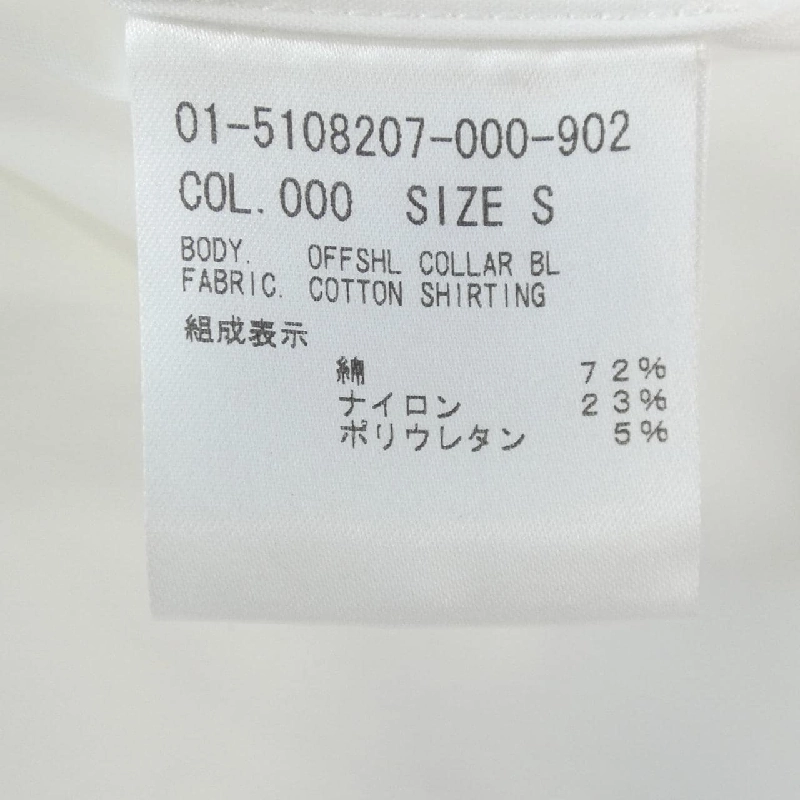 01-5108207-000-902
COL.000 SIZE S
BODY. OFFSHL COLLAR BL
FABRIC. COTTON SHIRTING
組成表示
綿 72%
ナイロン 23%
ポリウレタン 5%